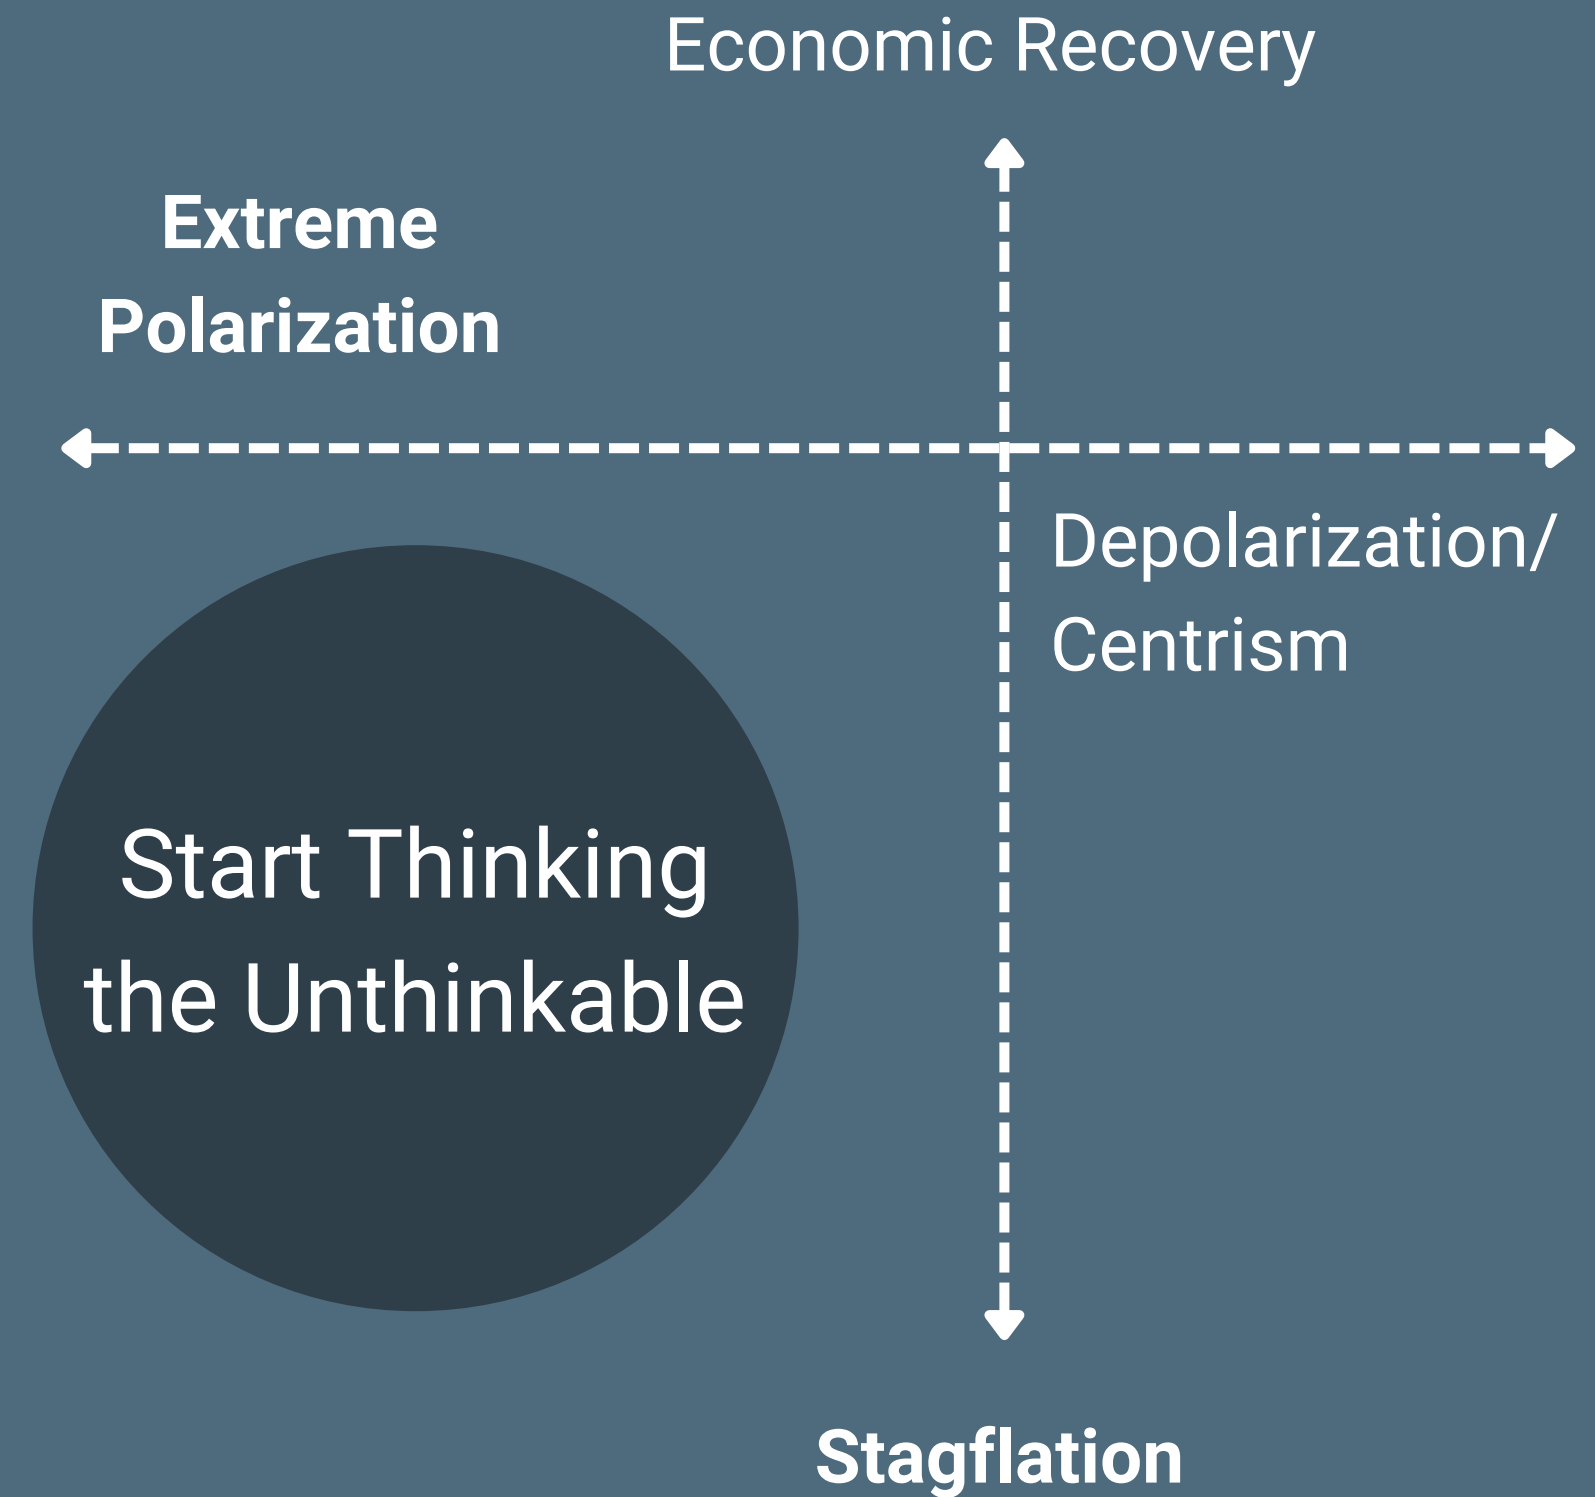 Economic Recovery
Extreme
Polarization
Depolarization/
Centrism
Start Thinking
the Unthinkable
Stagflation